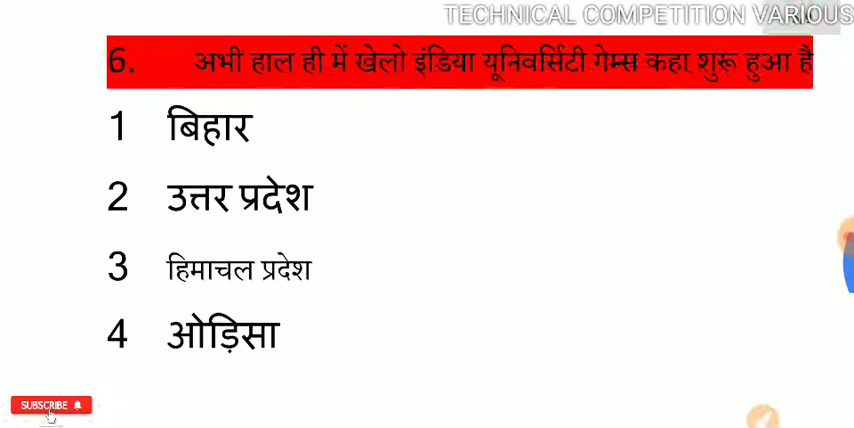 TECHNICAL COMPETITION VARIOUS
6. अभी हाल ही में खेलो इंडिया यूनिवर्सिटी गेम्स कहा शुरू हुआ है
1 बिहार
2 उत्तर प्रदेश
3 हिमाचल प्रदेश
4 ओड़िसा
SUBSCRIBE